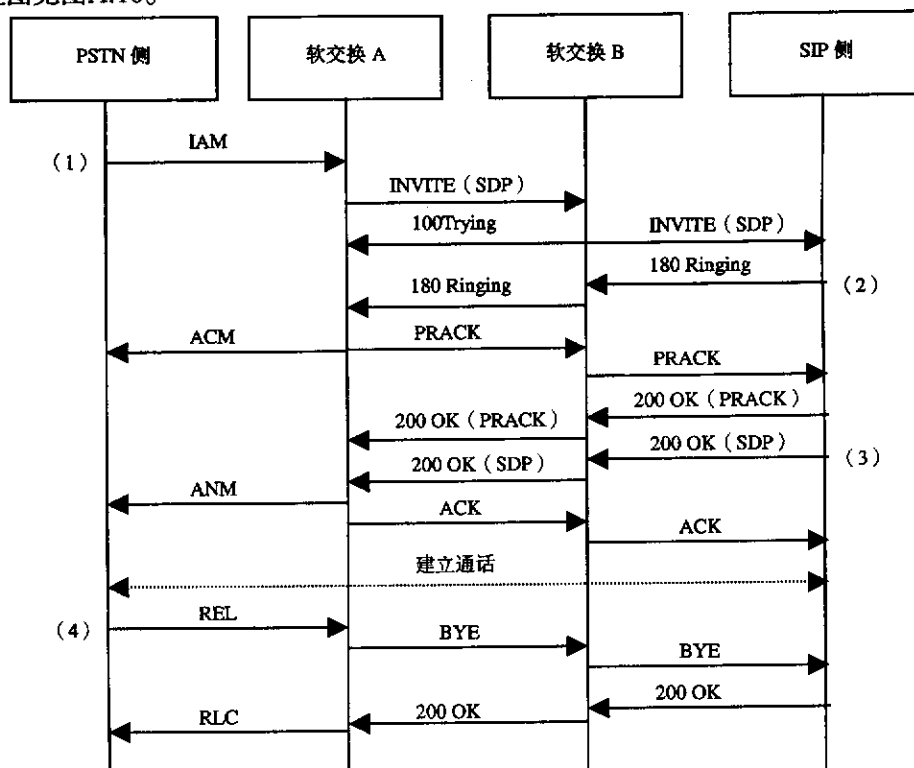 PSTN 侧 软交换 A 软交换 B SIP 侧
IAM
(1)
INVITE(SDP)
100Trying INVITE(SDP)
180 Ringing
(2)
180 Ringing
ACM PRACK
PRACK
200 OK(PRACK)
200 OK(PRACK)
200 OK(SDP)
(3)
200 OK(SDP)
ANM
ACK
ACK
建立通话
(4) REL
BYE
BYE
200 OK
RLC 200 OK